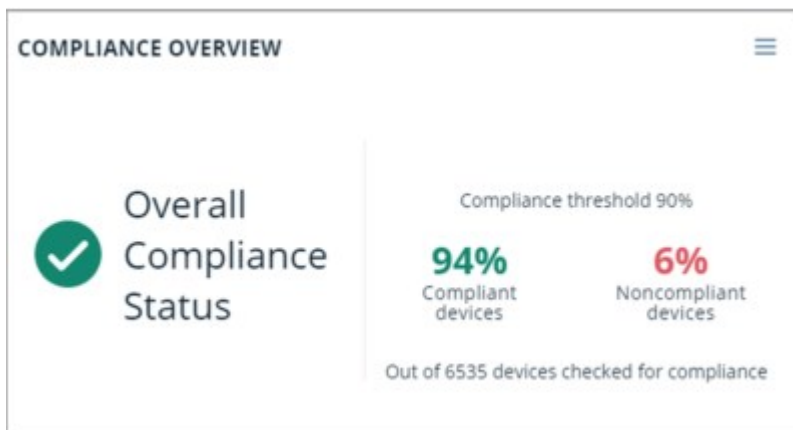 COMPLIANCE OVERVIEW
Overall
Compliance
Status
Compliance threshold 90%
94%
Compliant
devices
6%
Noncompliant
devices
Out of 6535 devices checked for compliance